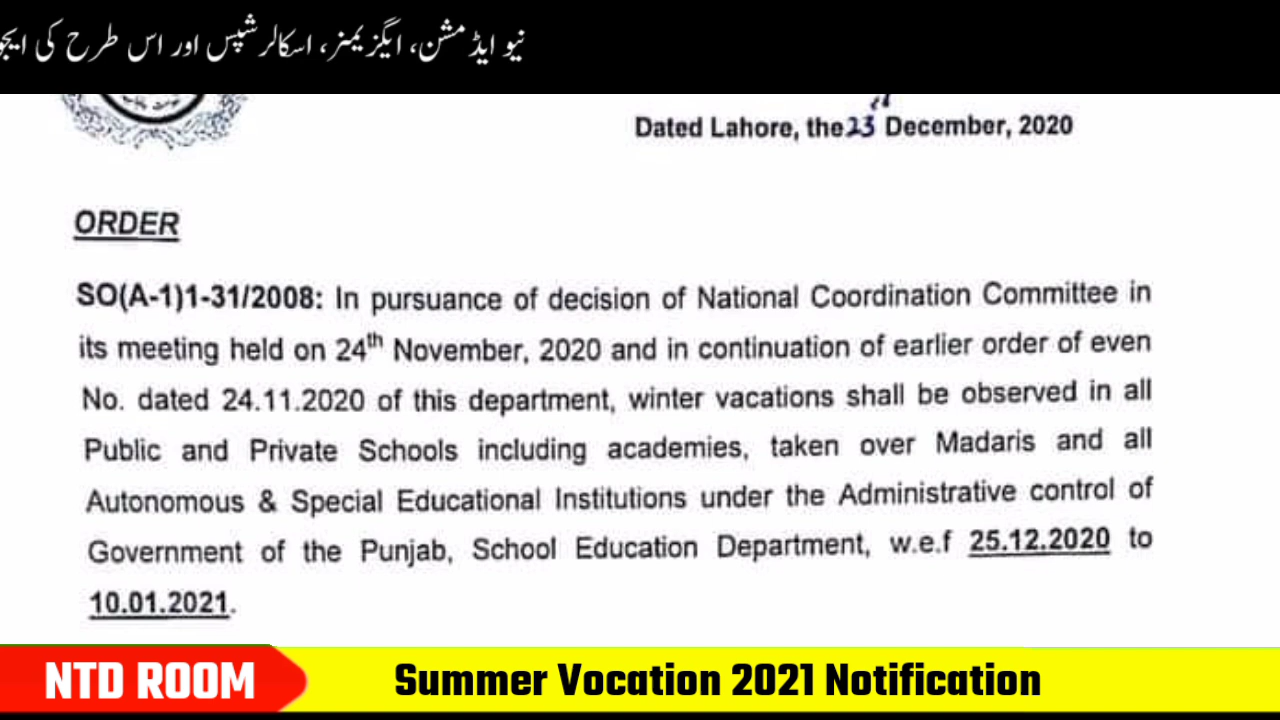 نیو ایڈمشن، ایگزیمنر، اسکالرشپس اور اس طرح کی
Dated Lahore, the 23 December, 2020
ORDER
SO(A-1)1-31/2008: In pursuance of decision of National Coordination Committee in
its meeting held on 24th November, 2020 and in continuation of earlier order of even
No. dated 24.11.2020 of this department, winter vacations shall be observed in all
Public and Private Schools including academies, taken over Madaris and all
Autonomous & Special Educational Institutions under the Administrative control of
Government of the Punjab, School Education Department, w.e.f 25.12.2020 to
10.01.2021.
NTD ROOM
Summer Vocation 2021 Notification